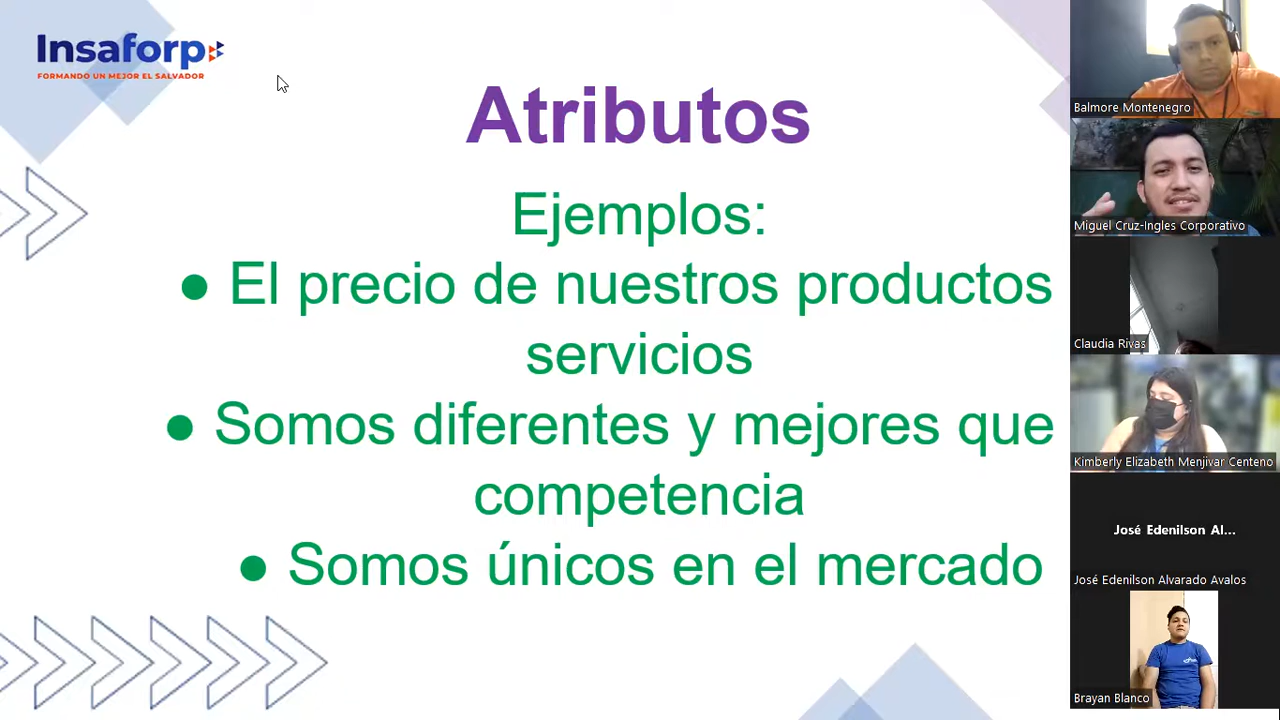 Insaforp
FORMANDO UN MEJOR EL SALVADOR
Atributos
Ejemplos:
● El precio de nuestros productos
servicios
● Somos diferentes y mejores que
competencia
● Somos únicos en el mercado
Balmore Montenegro
Miguel Cruz-Ingles Corporativo
Claudia Rivas
Kimberly Elizabeth Menjivar Centeno
José Edenilson Al...
José Edenilson Alvarado Avalos
Brayan Blanco